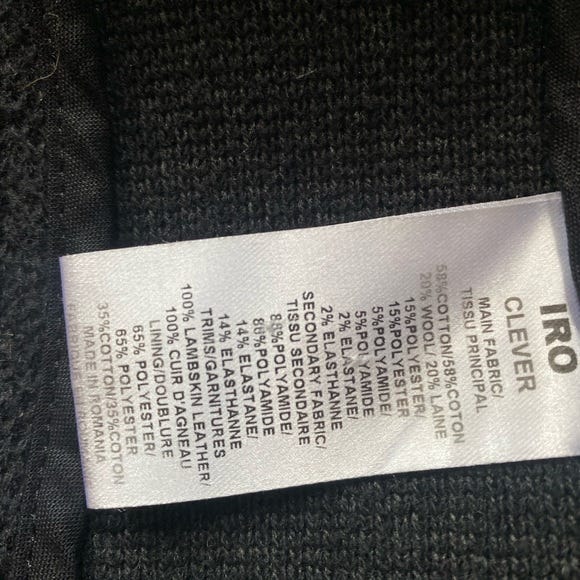 IRO
CLEVER
MAIN FABRIC/
TISSU PRINCIPAL
58%COTTON/58%COTON
20% WOOL/ 20% LAINE
15%POLYESTER/
15%POLYESTER
5%POLYAMIDE/
5%POLYAMIDE
2% ELASTANE/
2% ELASTHANNE
SECONDARY FABRIC/
TISSU SECONDAIRE
86%POLYAMIDE/
86%POLYAMIDE
14% ELASTANE/
14% ELASTHANNE
TRIMS/GARNITURES
100% LAMBSKIN LEATHER/
100% CUIR D'AGNEAU
LINING/DOUBLURE
65% POLYESTER/
65% POLYESTER
35%COTTON/35%COTON
MADE IN ROMANIA